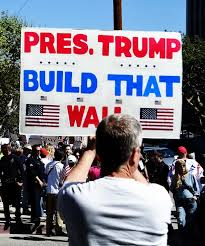 PRES. TRUMP
BUILD THAT
WALL